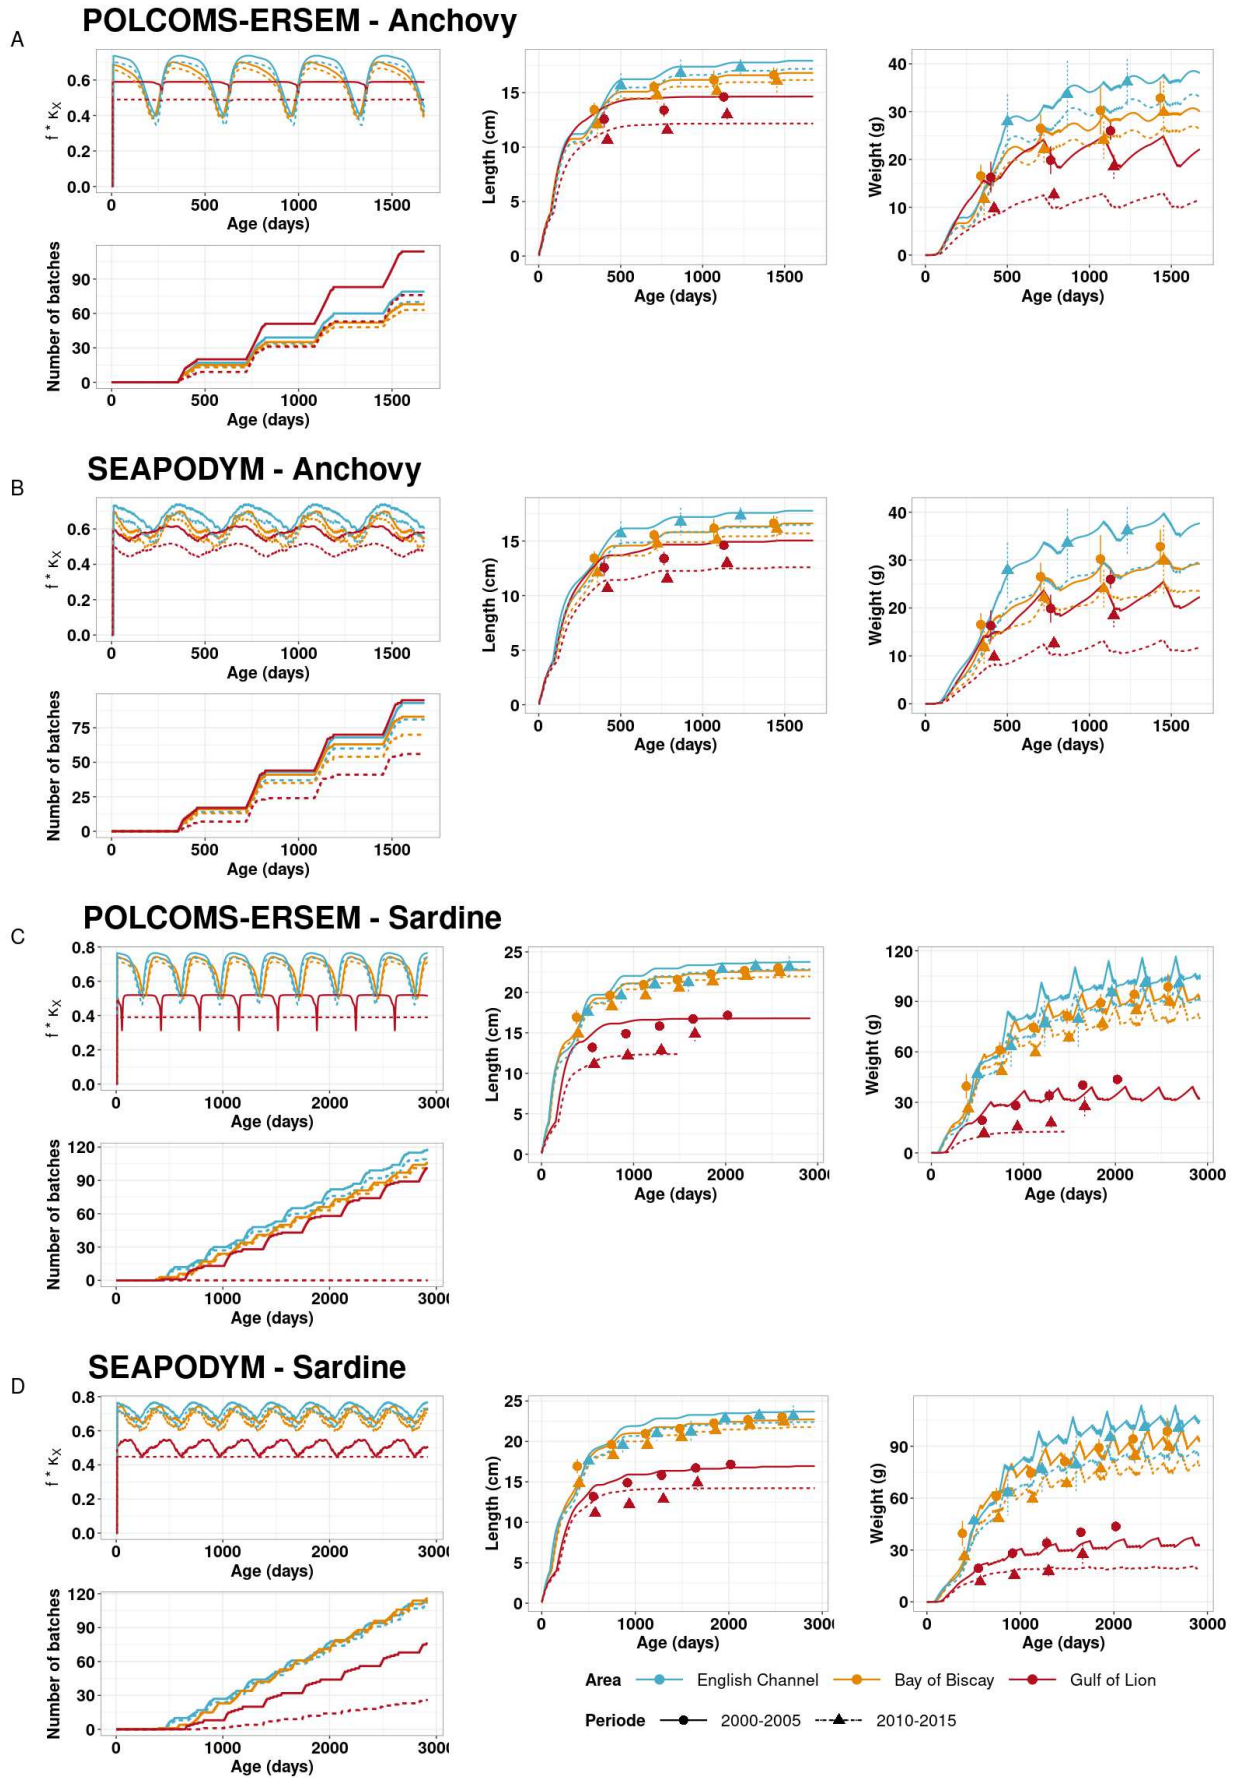 POLCOMS-ERSEM - Anchovy
A
f * κX
0.6
0.4
0.2
0.0
0 500 1000 1500
Age (days)
Length (cm)
15
10
5
0
0 500 1000 1500
Age (days)
Weight (g)
40
30
20
10
0
0 500 1000 1500
Age (days)
Number of batches
90
60
30
0
0 500 1000 1500
Age (days)
SEAPODYM - Anchovy
B
f * κX
0.6
0.4
0.2
0.0
0 500 1000 1500
Age (days)
Length (cm)
15
10
5
0
0 500 1000 1500
Age (days)
Weight (g)
40
30
20
10
0
0 500 1000 1500
Age (days)
Number of batches
75
50
25
0
0 500 1000 1500
Age (days)
POLCOMS-ERSEM - Sardine
C
f * κX
0.8
0.6
0.4
0.2
0.0
0 1000 2000 3000
Age (days)
Length (cm)
25
20
15
10
5
0
0 1000 2000 3000
Age (days)
Weight (g)
120
90
60
30
0
0 1000 2000 3000
Age (days)
Number of batches
120
90
60
30
0
0 1000 2000 3000
Age (days)
SEAPODYM - Sardine
D
f * κX
0.8
0.6
0.4
0.2
0.0
0 1000 2000 3000
Age (days)
Length (cm)
25
20
15
10
5
0
0 1000 2000 3000
Age (days)
Weight (g)
90
60
30
0
0 1000 2000 3000
Age (days)
Number of batches
120
90
60
30
0
0 1000 2000 3000
Age (days)
Area English Channel Bay of Biscay Gulf of Lion
Periode 2000-2005 2010-2015